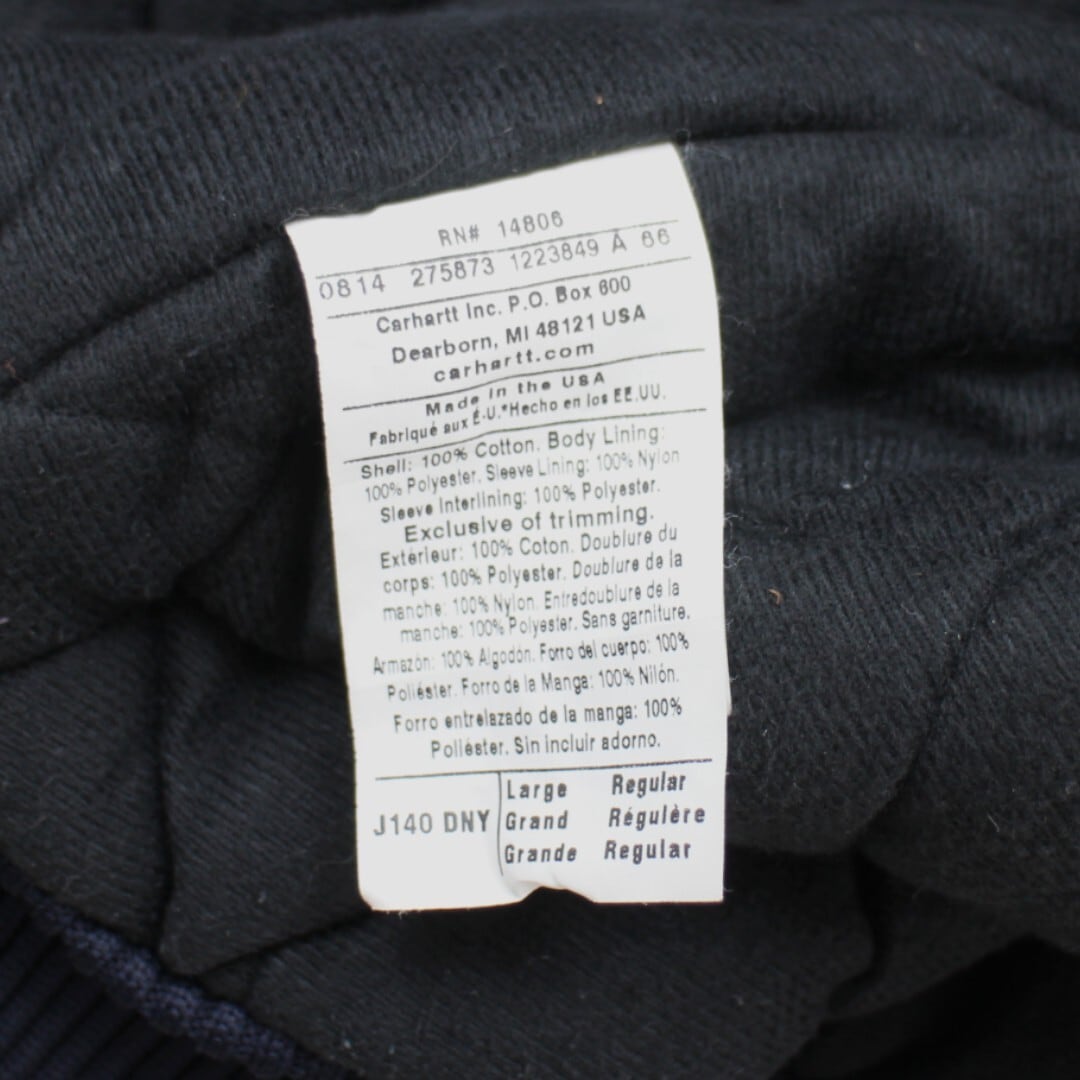 RN# 14806
0814 275873 1223849 A 66
Carhartt Inc. P.O. Box 600
Dearborn, MI 48121 USA
carhartt.com
Made in the USA
Fabriqué aux É-U.*Hecho en los EE.UU.
Shell: 100% Cotton. Body Lining:
100% Polyester. Sleeve Lining: 100% Nylon
Sleeve Interlining: 100% Polyester.
Exclusive of trimming.
Extérieur: 100% Coton. Doublure du
corps: 100% Polyester. Doublure de la
manche: 100% Nylon. Entredoublure de la
manche: 100% Polyester. Sans garniture.
Armazón: 100% Algodón. Forro del cuerpo: 100%
Poliéster. Forro de la Manga: 100% Nilón.
Forro entrelazado de la manga: 100%
Poliéster. Sin incluir adorno.
Large Regular
J140 DNY Grand Régulère
Grande Regular